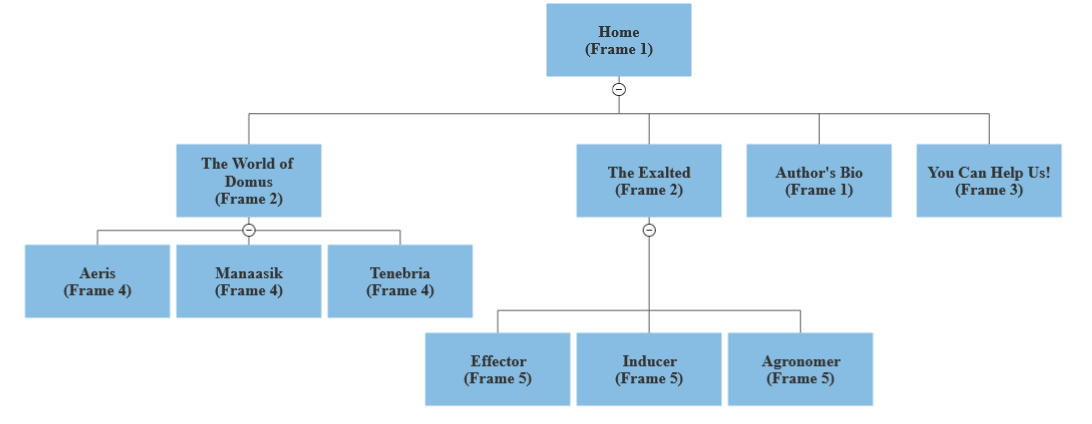 Home
(Frame 1)
The World of
Domus
(Frame 2)
The Exalted
(Frame 2)
Author's Bio
(Frame 1)
You Can Help Us!
(Frame 3)
Aeris
(Frame 4)
Manaasik
(Frame 4)
Tenebria
(Frame 4)
Effector
(Frame 5)
Inducer
(Frame 5)
Agronomer
(Frame 5)